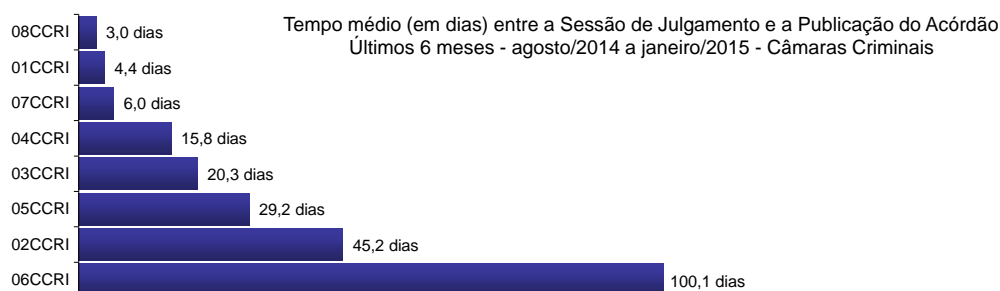 Tempo médio (em dias) entre a Sessão de Julgamento e a Publicação do Acórdão
Últimos 6 meses - agosto/2014 a janeiro/2015 - Câmaras Criminais
08CCRI 3,0 dias
01CCRI 4,4 dias
07CCRI 6,0 dias
04CCRI 15,8 dias
03CCRI 20,3 dias
05CCRI 29,2 dias
02CCRI 45,2 dias
06CCRI 100,1 dias